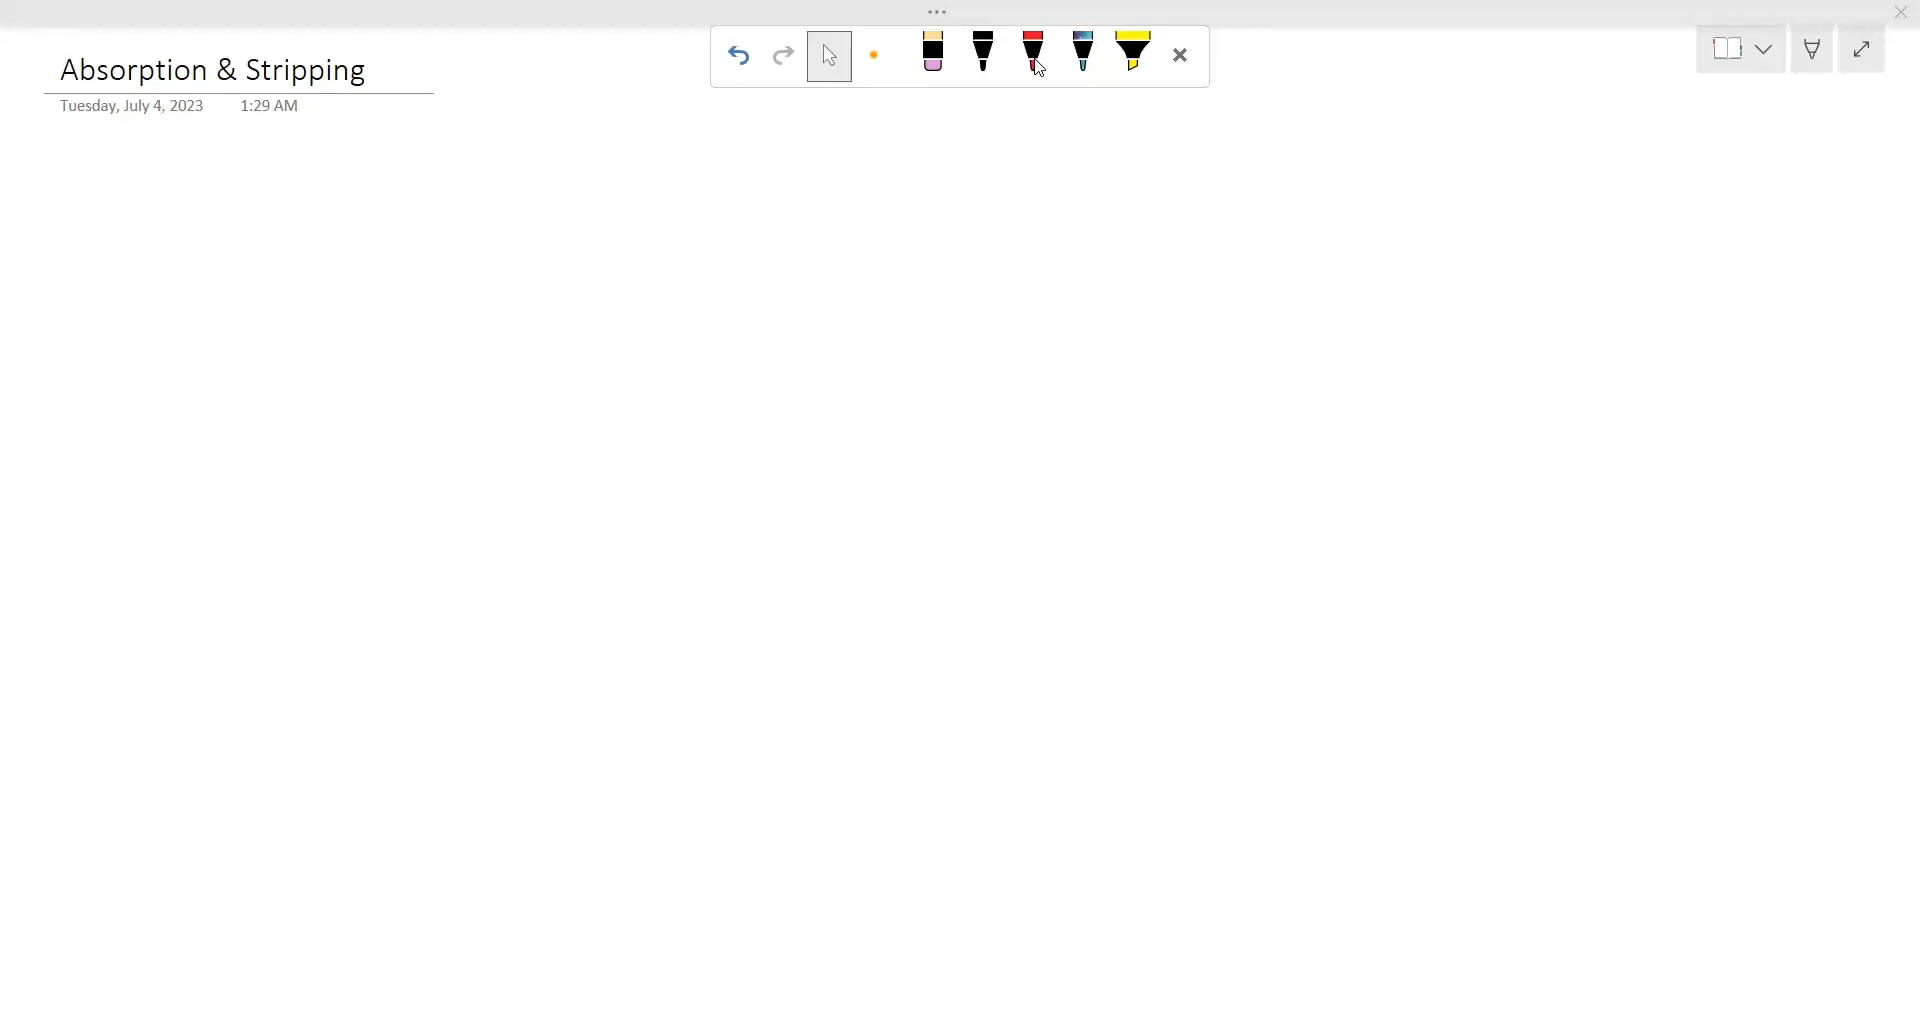 Absorption & Stripping
Tuesday, July 4, 2023 1:29 AM